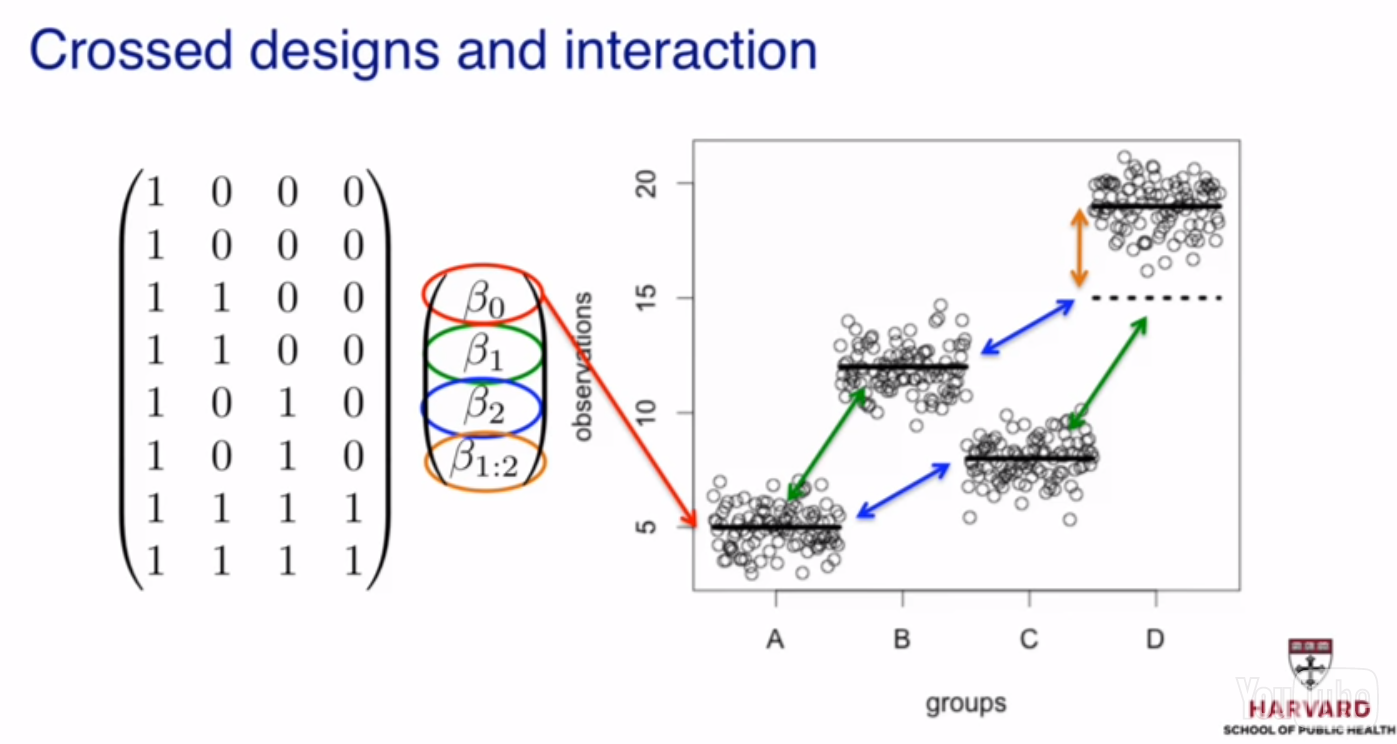 Crossed designs and interaction
1 0 0 0
1 0 0 0
1 1 0 0
1 1 0 0
1 0 1 0
1 0 1 0
1 1 1 1
1 1 1 1
β0
β1
β2
β1:2
observations
20
15
10
5
A B C D
groups
YouTube
HARVARD
SCHOOL OF PUBLIC HEALTH